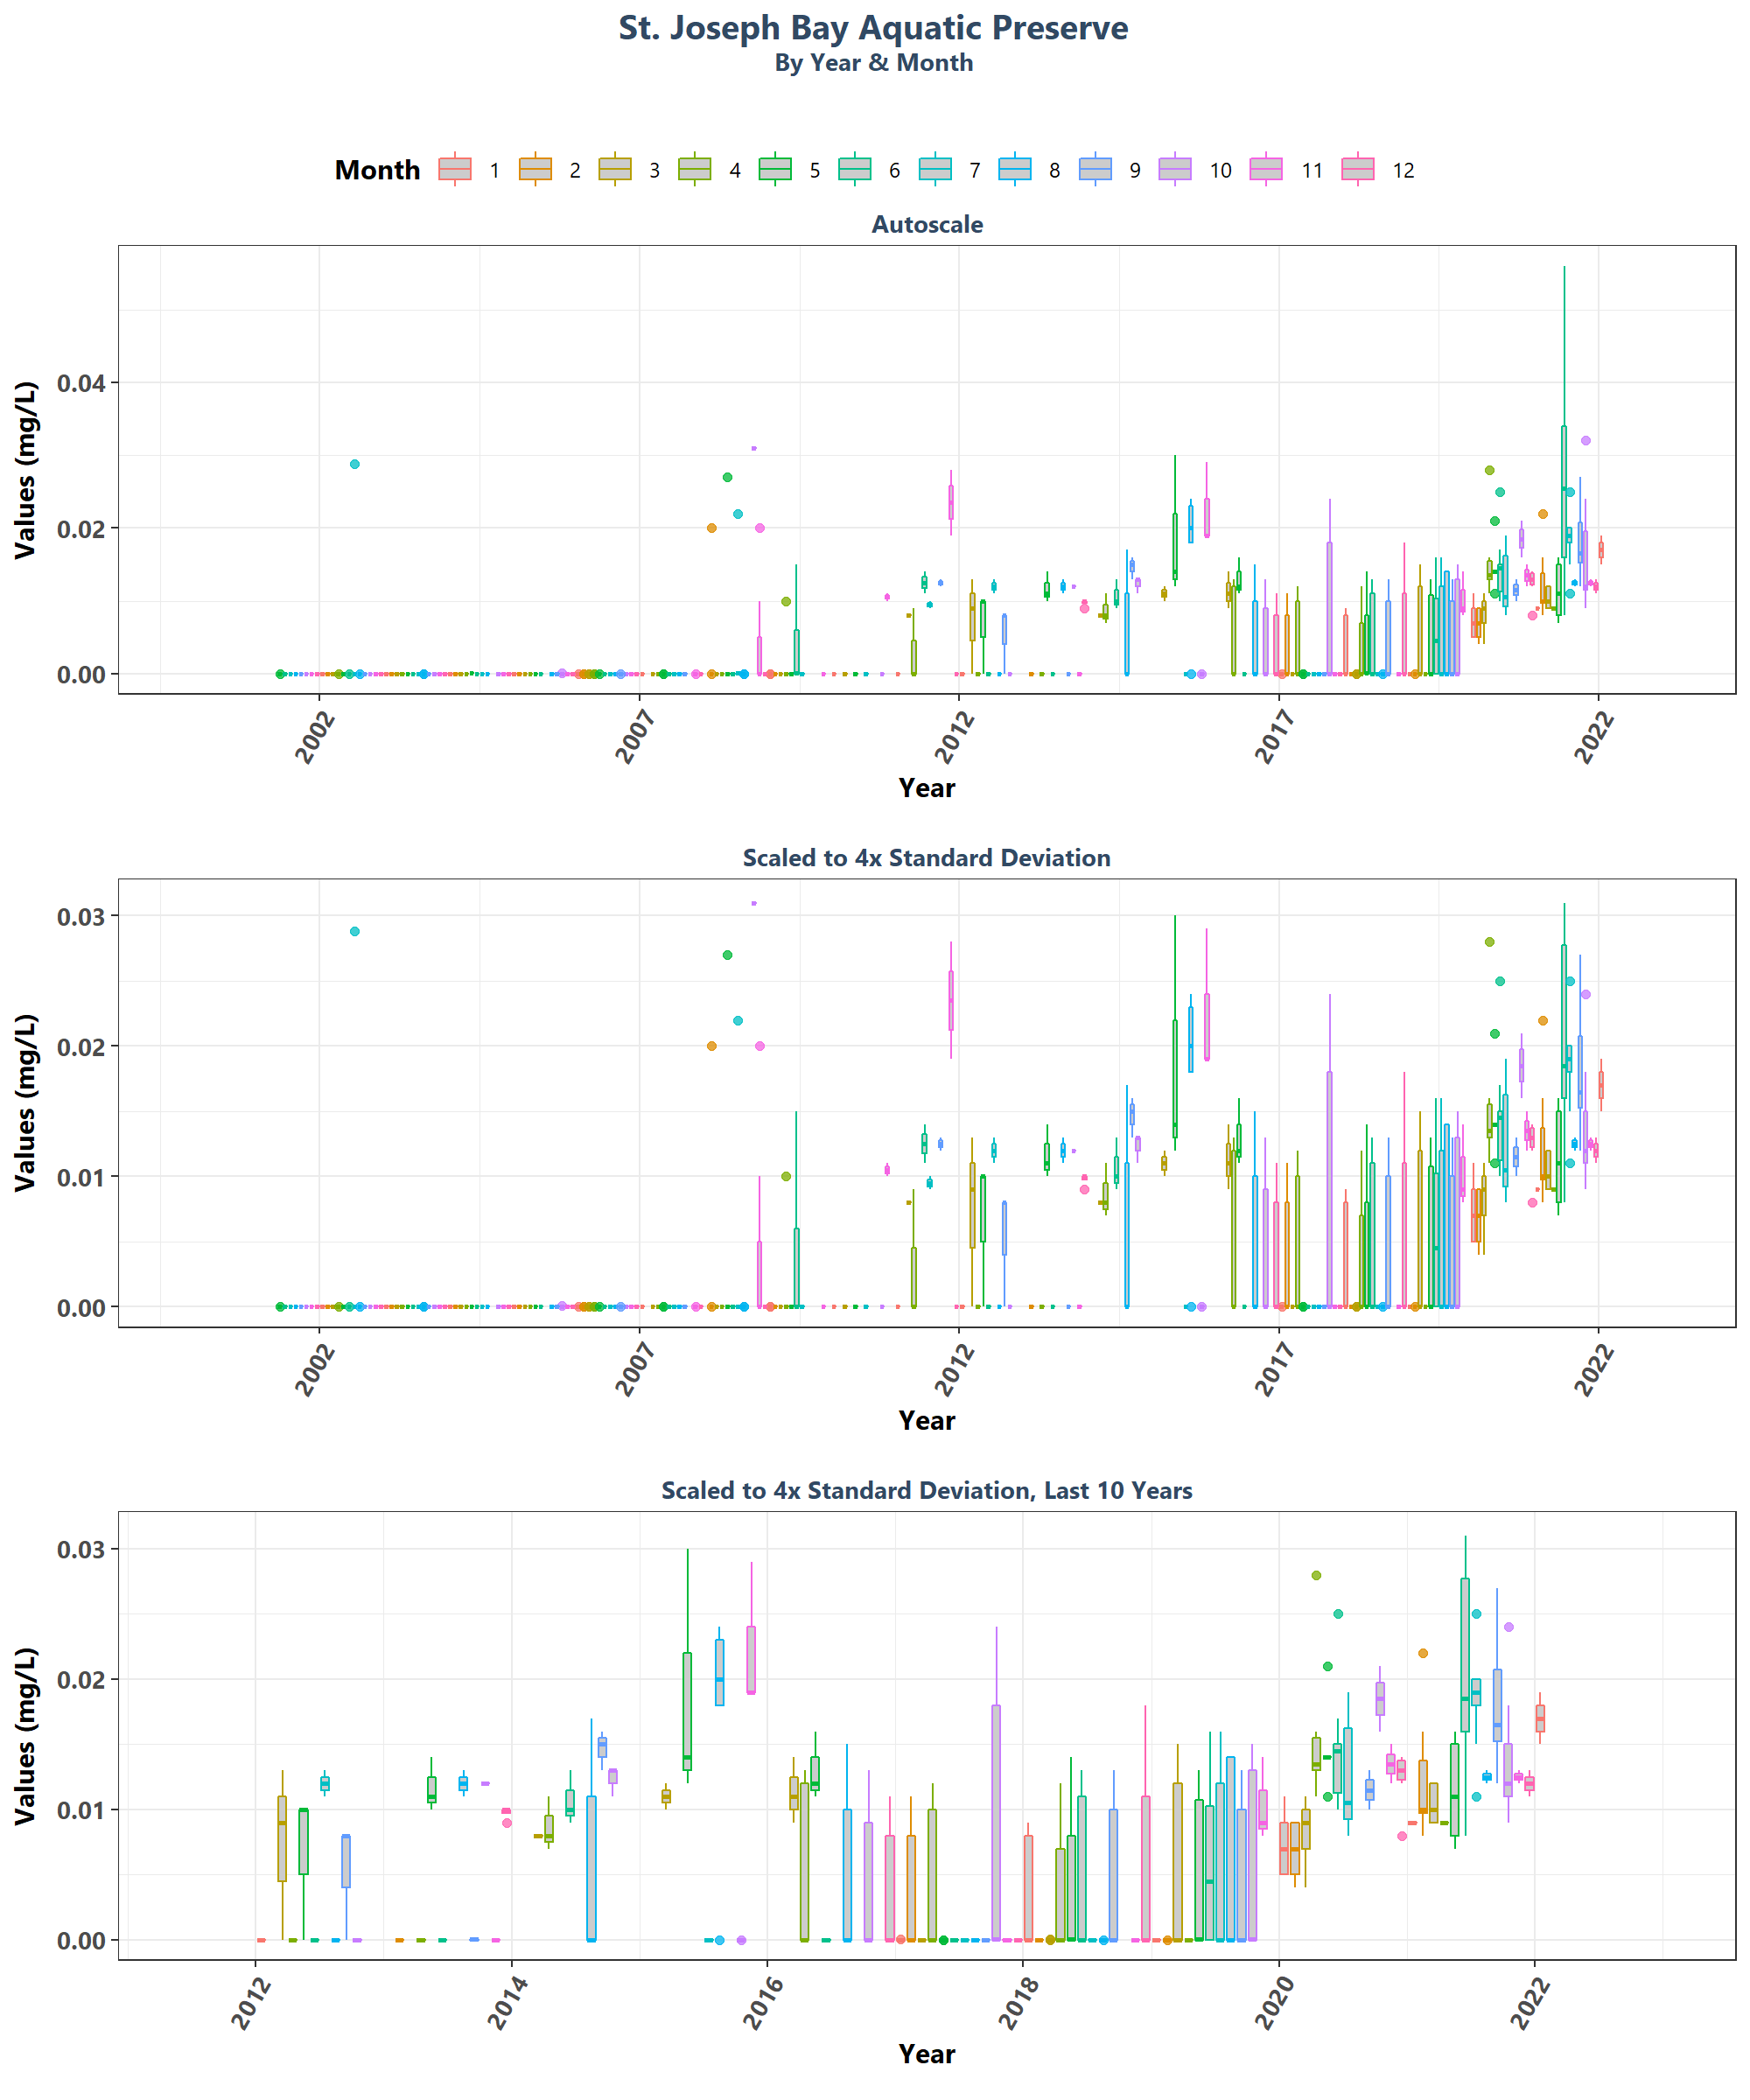 St. Joseph Bay Aquatic Preserve
By Year & Month
Month 1 2 3 4 5 6 7 8 9 10 11 12
Autoscale
Values (mg/L)
0.04
0.02
0.00
2002 2007 2012 2017 2022
Year
Scaled to 4x Standard Deviation
Values (mg/L)
0.03
0.02
0.01
0.00
2002 2007 2012 2017 2022
Year
Scaled to 4x Standard Deviation, Last 10 Years
Values (mg/L)
0.03
0.02
0.01
0.00
2012 2014 2016 2018 2020 2022
Year